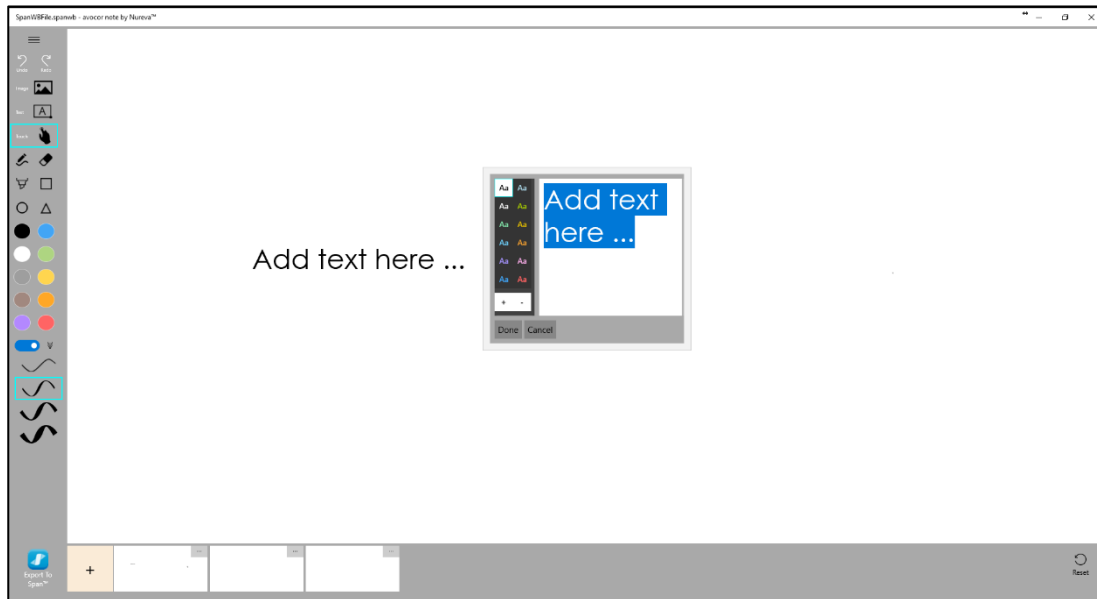 SpanWBFile.spanwb - avocor note by Nureva™
Undo Redo
Image
Text
A
Touch
Add text here ...
Aa Aa
Aa Aa
Aa Aa
Aa Aa
Aa Aa
Aa Aa
+ -
Add text
here ...
Done Cancel
Export To
Span™
+
...
...
...
Reset